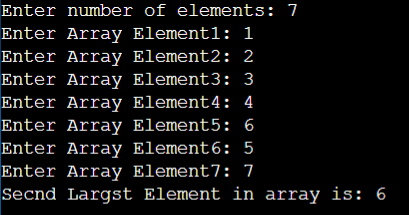 Enter number of elements: 7
Enter Array Element1: 1
Enter Array Element2: 2
Enter Array Element3: 3
Enter Array Element4: 4
Enter Array Element5: 6
Enter Array Element6: 5
Enter Array Element7: 7
Secnd Largst Element in array is: 6